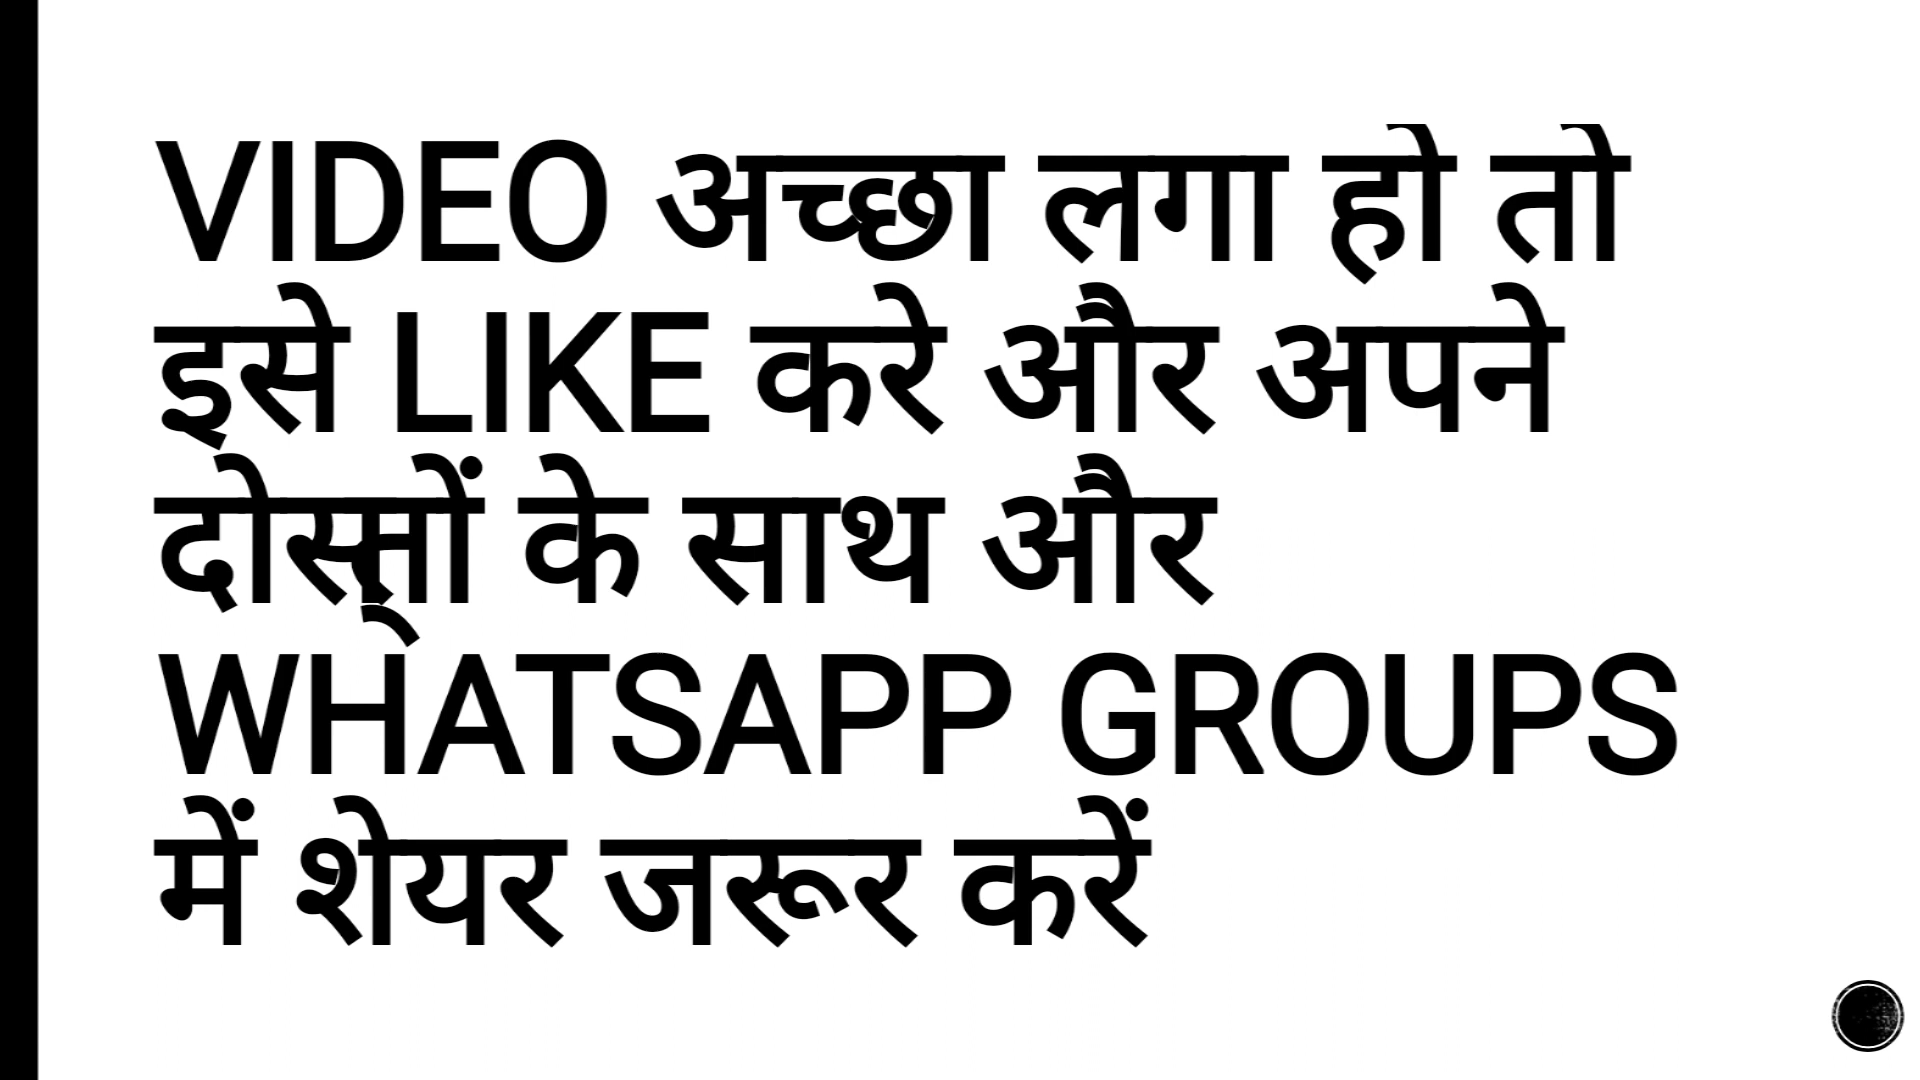 VIDEO अच्छा लगा हो तो
इसे LIKE करे और अपने
दोस्तों के साथ और
WHATSAPP GROUPS
में शेयर जरूर करें